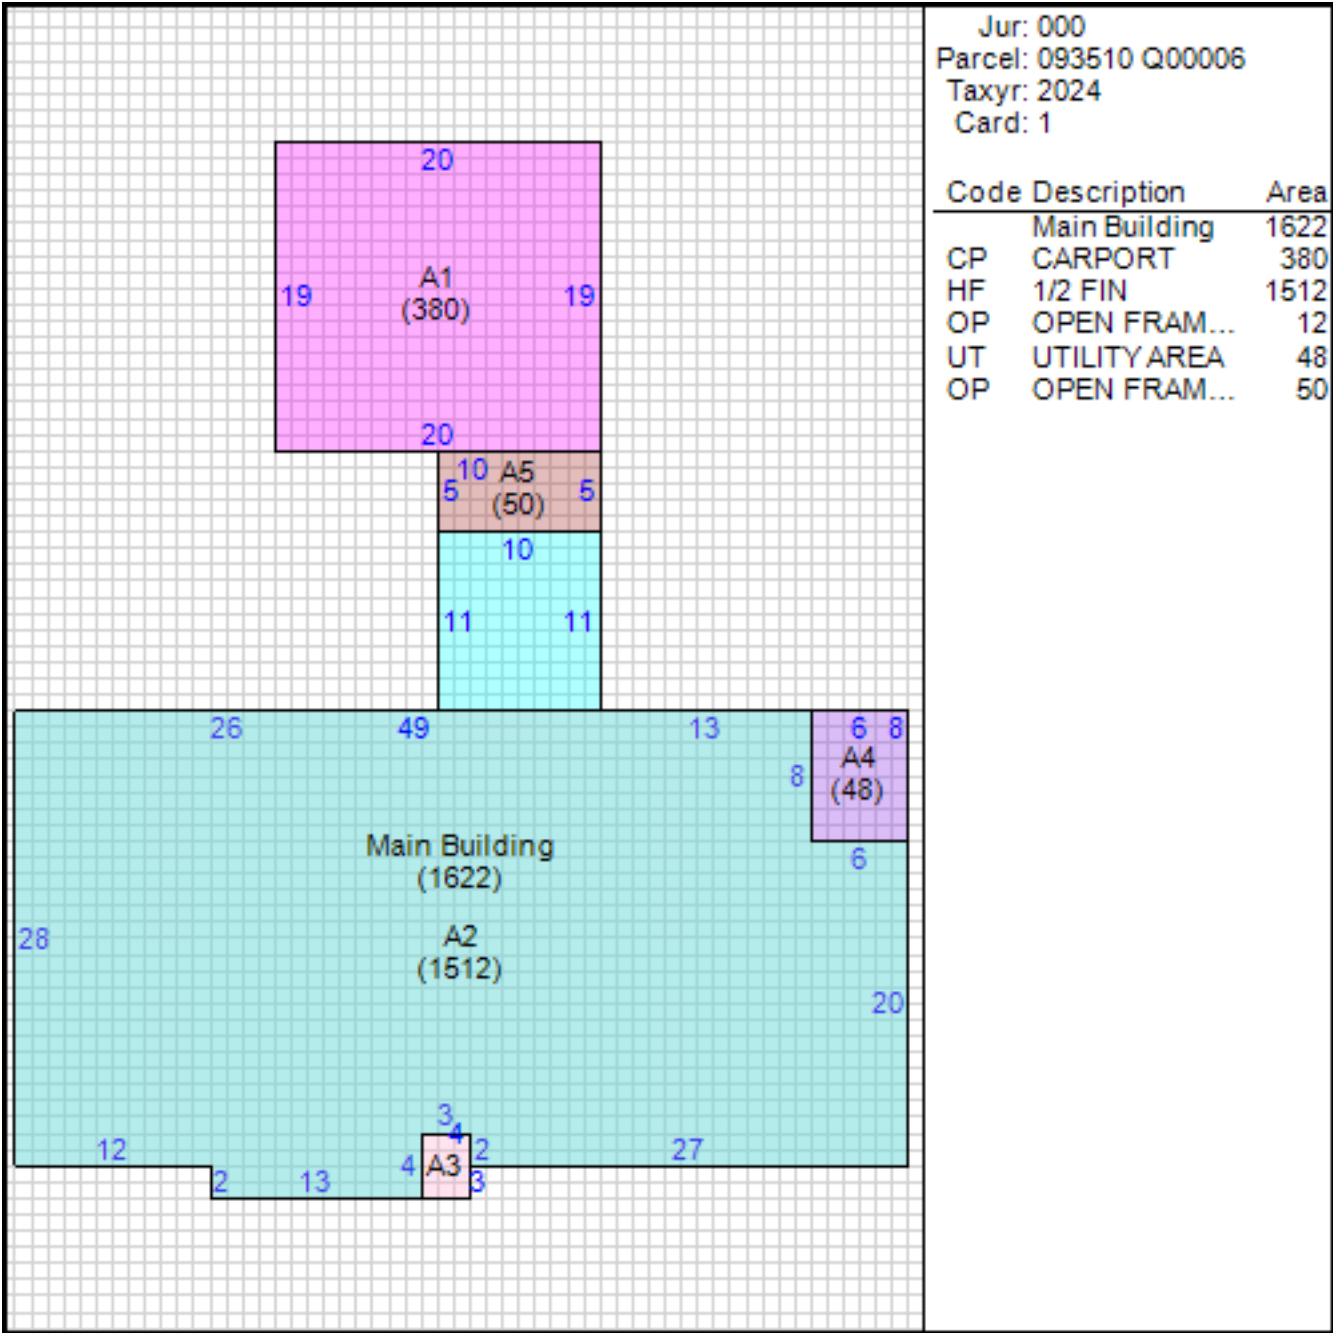 Jur: 000
Parcel: 093510 Q00006
Taxyr: 2024
Card: 1
Code Description Area
Main Building 1622
CP CARPORT 380
HF 1/2 FIN 1512
OP OPEN FRAM... 12
UT UTILITY AREA 48
OP OPEN FRAM... 50
20
A1
19 (380) 19
20
10 A5
5 (50) 5
10
11 11
26 49 13 6 8
A4
8 (48)
6
Main Building
(1622)
28 A2
(1512)
20
3
4
12 2 27
4 A3
2 13 3